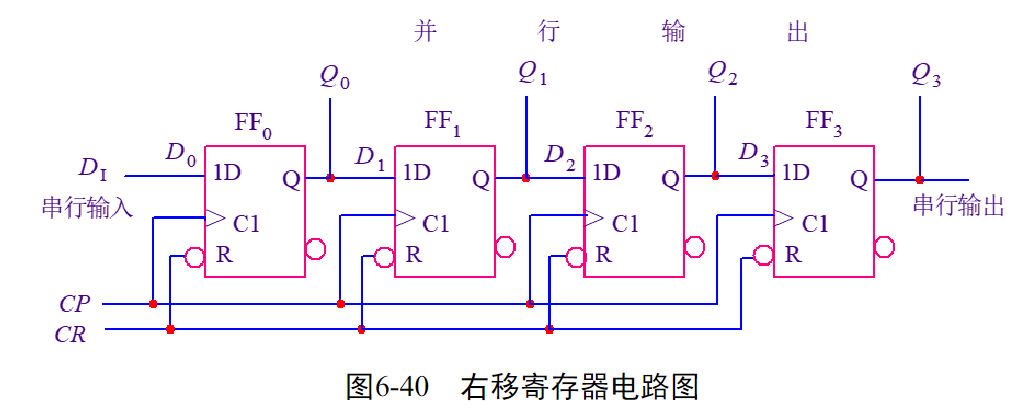 并 行 输 出
Q0 Q1 Q2 Q3
FF0 FF1 FF2 FF3
DI D0 1D Q D1 1D Q D2 1D Q D3 1D Q
串行输入 C1 C1 C1 C1 串行输出
R R R R
CP
CR
图6-40 右移寄存器电路图